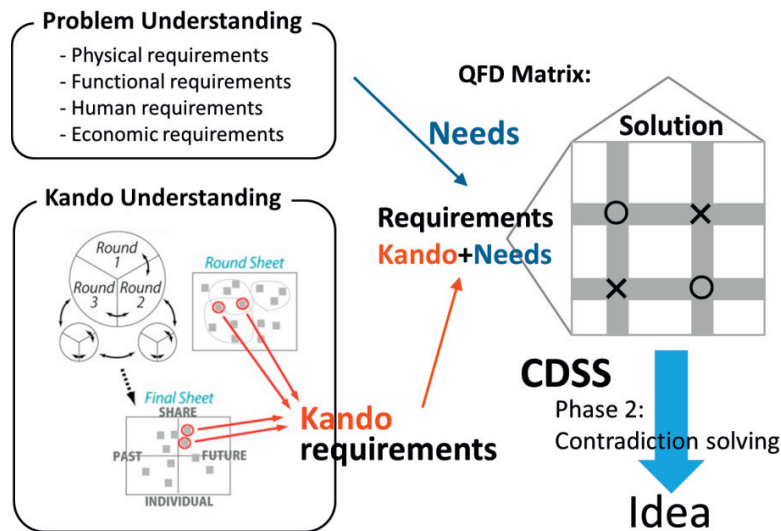 Problem Understanding
- Physical requirements
- Functional requirements
- Human requirements
- Economic requirements
Needs
QFD Matrix:
Solution
Requirements
Kando+Needs
Kando Understanding
Round
1
Round
3
Round
2
Round Sheet
Final Sheet
SHARE
PAST
FUTURE
INDIVIDUAL
Kando
requirements
CDSS
Phase 2:
Contradiction solving
Idea